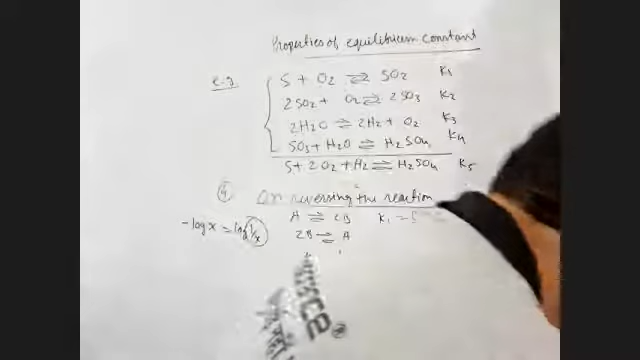 Properties of equilibrium constant
e.g S + O₂ ⇌ SO₂ K₁
2SO₂ + O₂ ⇌ 2SO₃ K₂
2H₂O ⇌ 2H₂ + O₂ K₃
SO₃ + H₂O ⇌ H₂SO₄ K₄
S + 2O₂ + H₂ ⇌ H₂SO₄ K₅
④ On reversing the reaction
A ⇌ 2B K₁ =
-log x = log 1/x 2B ⇌ A